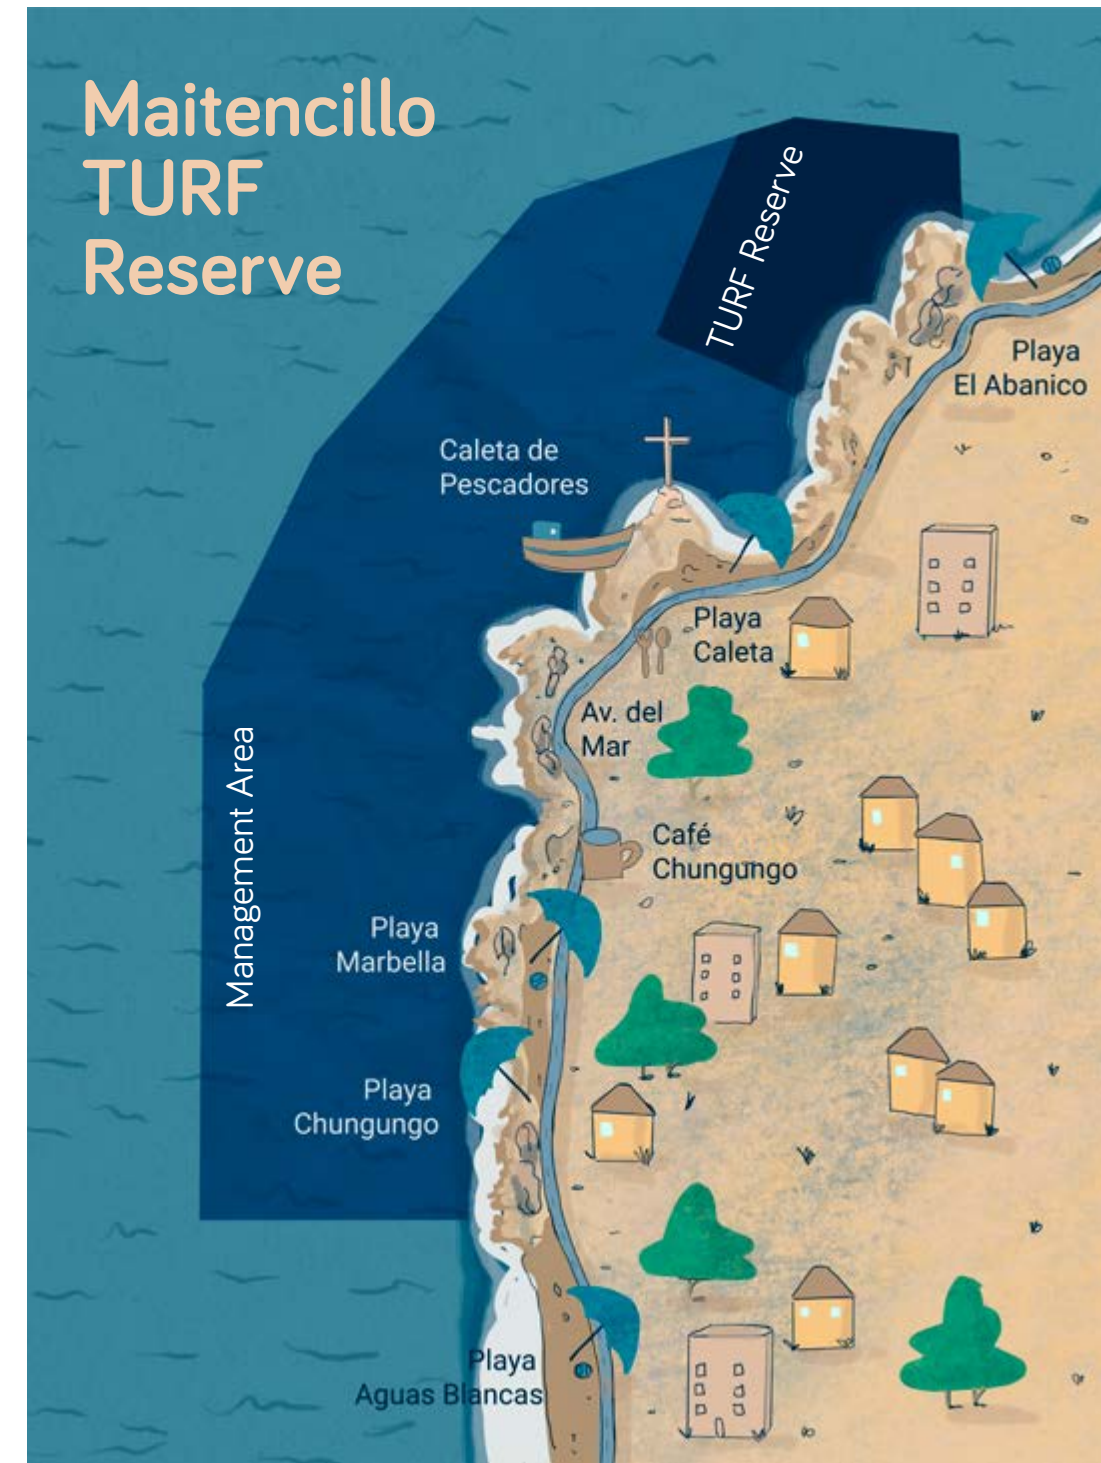 Maitencillo
TURF
Reserve
TURF Reserve
Playa
El Abanico
Caleta de
Pescadores
Playa
Caleta
Av. del
Mar
Management Area
Café
Chungungo
Playa
Marbella
Playa
Chungungo
Playa
Aguas Blancas